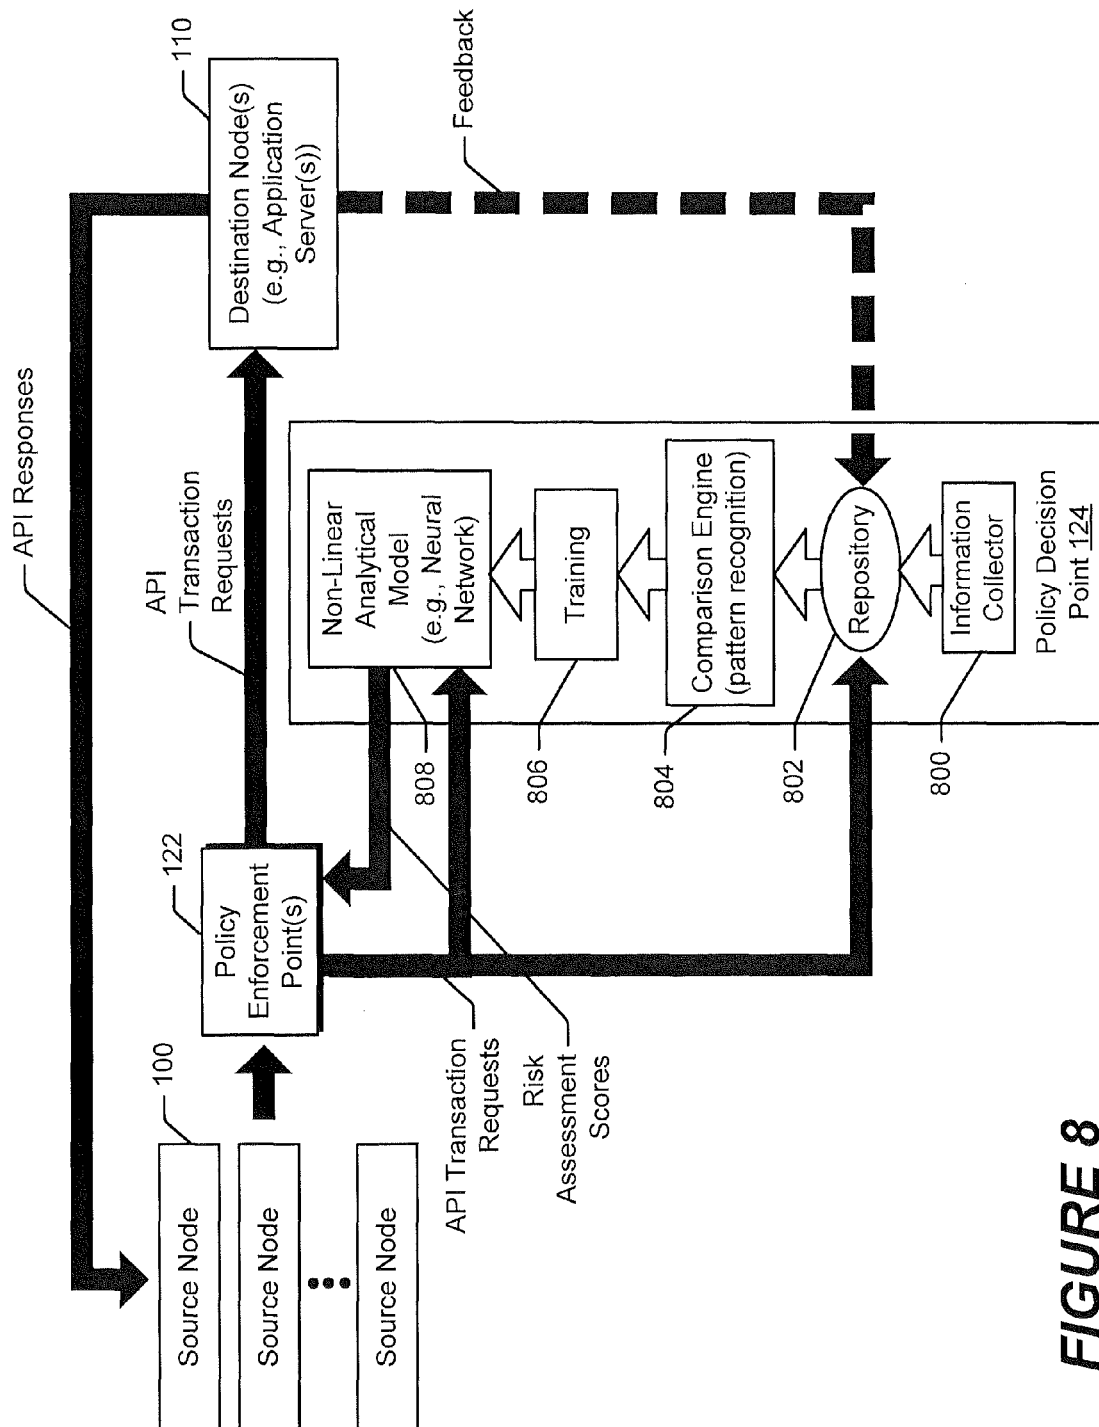 API Responses
110
Destination Node(s)
(e.g., Application
Server(s))
Feedback
API
Transaction
Requests
122
Policy
Enforcement
Point(s)
100
Source Node
Source Node
Source Node
API Transaction
Requests
Risk
Assessment
Scores
Non-Linear
Analytical
Model
(e.g., Neural
Network)
808
Training
806
Comparison Engine
(pattern recognition)
804
Repository
802
Information
Collector
800
Policy Decision
Point 124
FIGURE 8